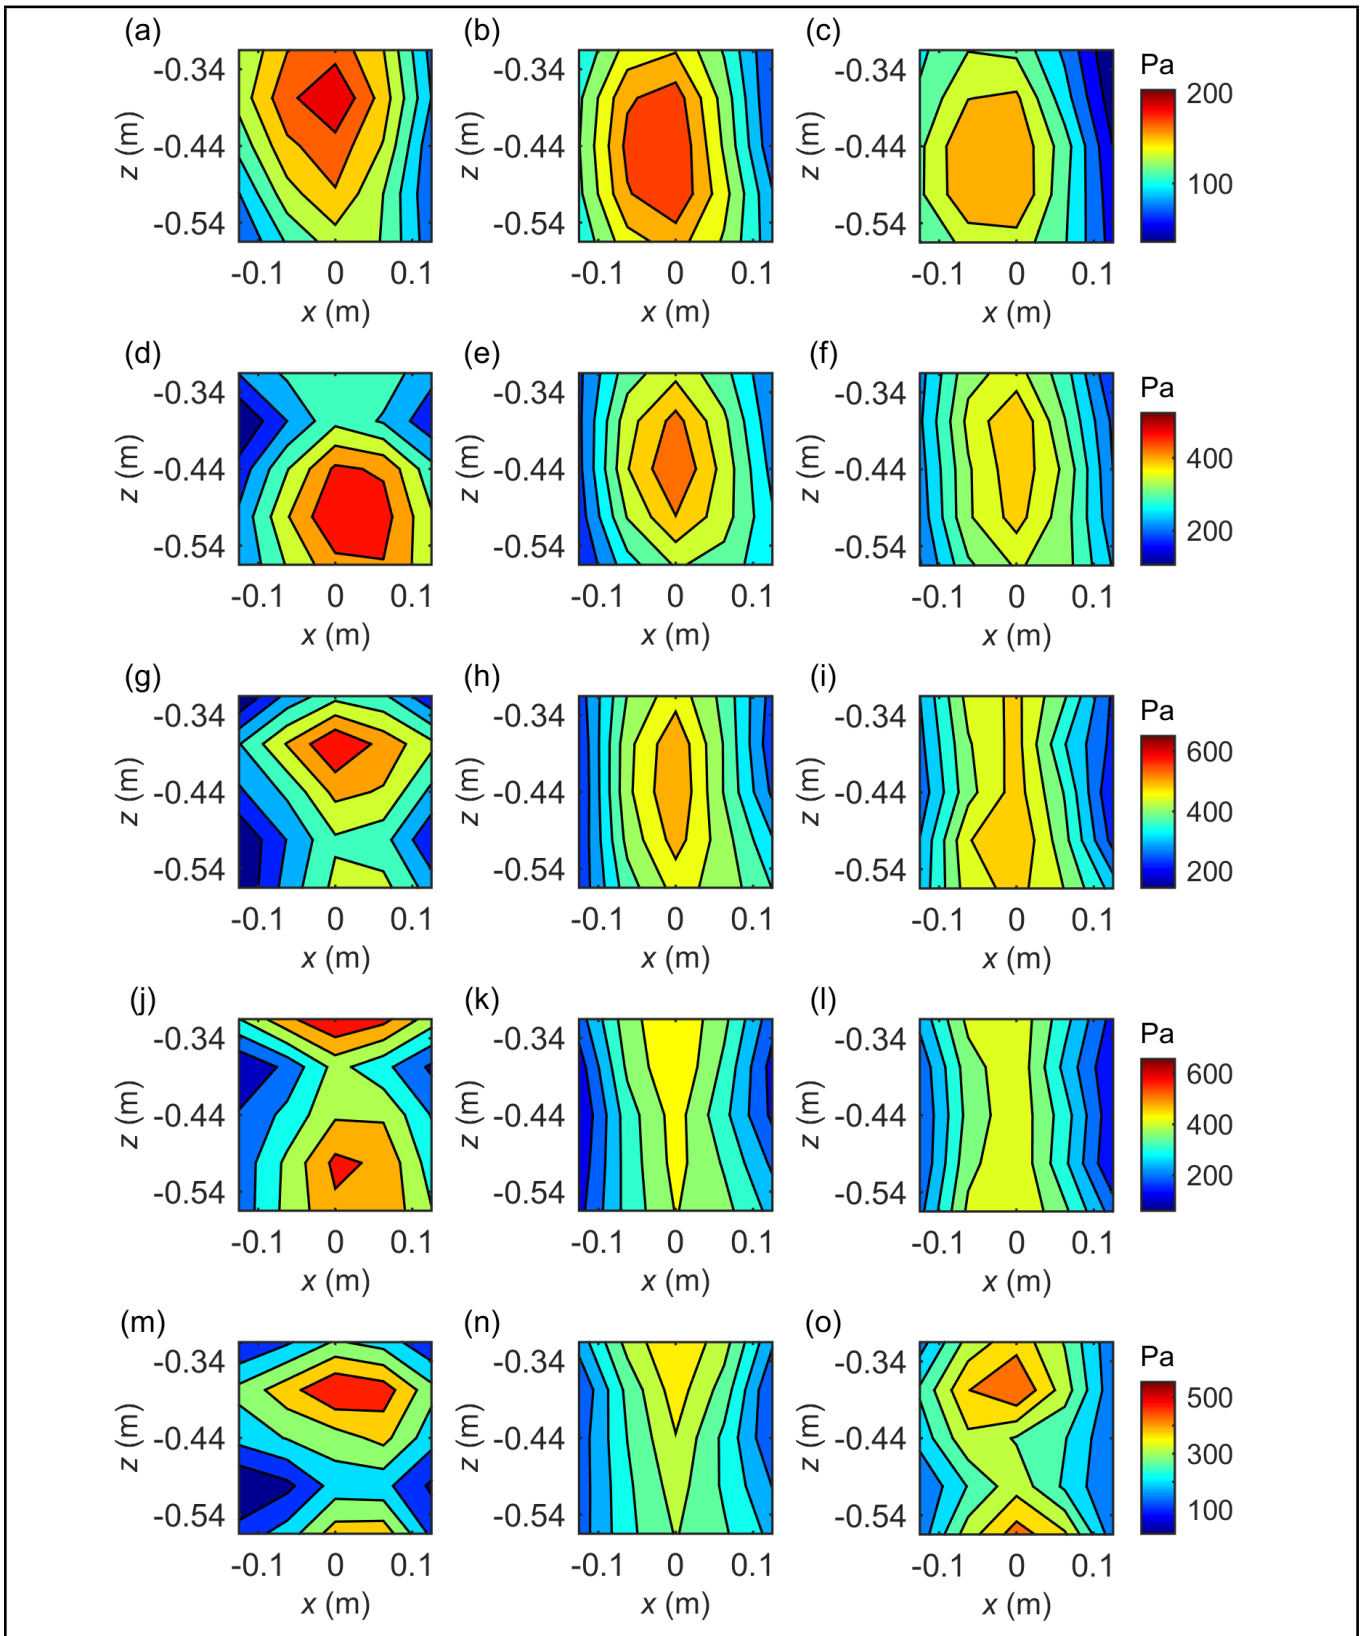 (a) (b) (c)
-0.34 -0.34 -0.34 Pa
200
z (m) -0.44 z (m) -0.44 z (m) -0.44
100
-0.54 -0.54 -0.54
-0.1 0 0.1 -0.1 0 0.1 -0.1 0 0.1
x (m) x (m) x (m)
(d) (e) (f)
-0.34 -0.34 -0.34 Pa
400
z (m) -0.44 z (m) -0.44 z (m) -0.44
200
-0.54 -0.54 -0.54
-0.1 0 0.1 -0.1 0 0.1 -0.1 0 0.1
x (m) x (m) x (m)
(g) (h) (i)
-0.34 -0.34 -0.34 Pa
600
z (m) -0.44 z (m) -0.44 z (m) -0.44
400
-0.54 -0.54 -0.54 200
-0.1 0 0.1 -0.1 0 0.1 -0.1 0 0.1
x (m) x (m) x (m)
(j) (k) (l)
-0.34 -0.34 -0.34 Pa
600
z (m) -0.44 z (m) -0.44 z (m) -0.44
400
200
-0.54 -0.54 -0.54
-0.1 0 0.1 -0.1 0 0.1 -0.1 0 0.1
x (m) x (m) x (m)
(m) (n) (o)
-0.34 -0.34 -0.34 Pa
500
z (m) -0.44 z (m) -0.44 z (m) -0.44
300
-0.54 -0.54 -0.54 100
-0.1 0 0.1 -0.1 0 0.1 -0.1 0 0.1
x (m) x (m) x (m)